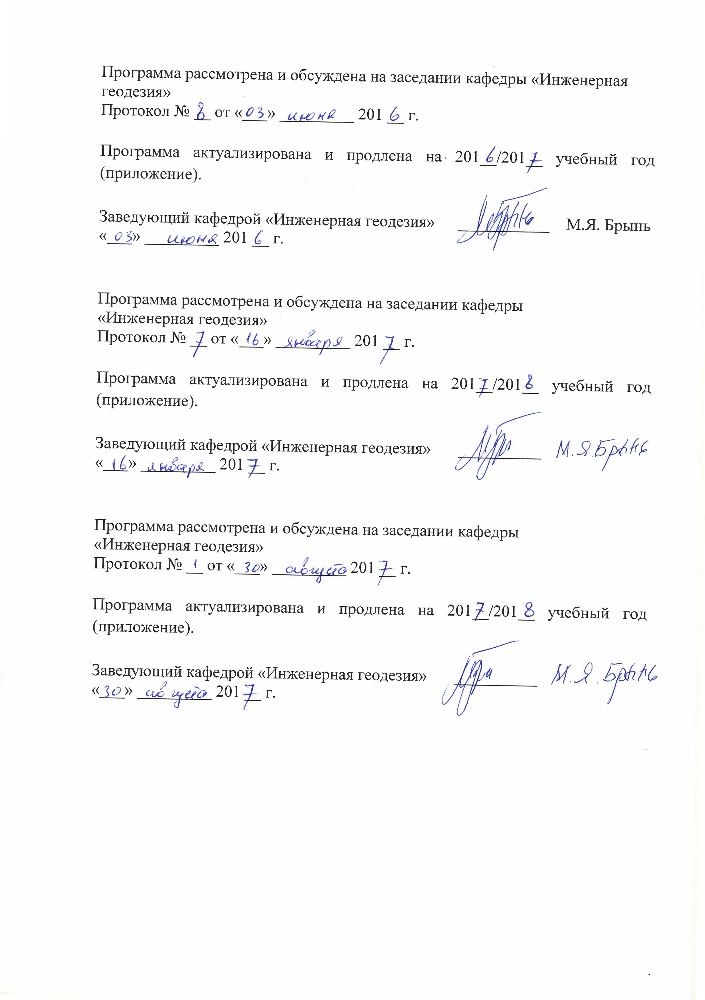 Программа рассмотрена и обсуждена на заседании кафедры «Инженерная
геодезия»
Протокол № 8 от «03» июня 2016 г.
Программа актуализирована и продлена на 2016/2017 учебный год
(приложение).
Заведующий кафедрой «Инженерная геодезия» М.Я. Брынь
«03» июня 2016 г.
Программа рассмотрена и обсуждена на заседании кафедры
«Инженерная геодезия»
Протокол № 7 от «16» января 2017 г.
Программа актуализирована и продлена на 2017/2018 учебный год
(приложение).
Заведующий кафедрой «Инженерная геодезия» М.Я.Брынь
«16» января 2017 г.
Программа рассмотрена и обсуждена на заседании кафедры
«Инженерная геодезия»
Протокол № 1 от «30» августа 2017 г.
Программа актуализирована и продлена на 2017/2018 учебный год
(приложение).
Заведующий кафедрой «Инженерная геодезия» М.Я.Брынь
«30» августа 2017 г.